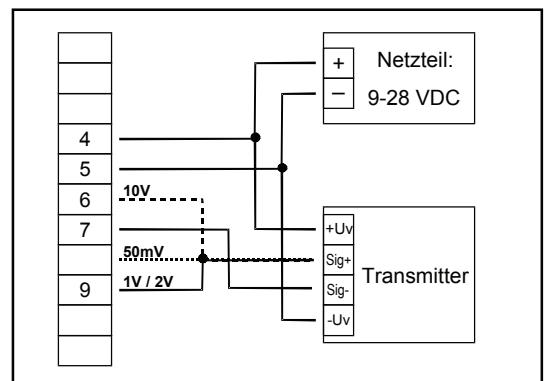 +
Netzteil:
–
9-28 VDC
4
5
6
10V
7
50mV
9
1V / 2V
+Uv
Sig+
Sig-
-Uv
Transmitter